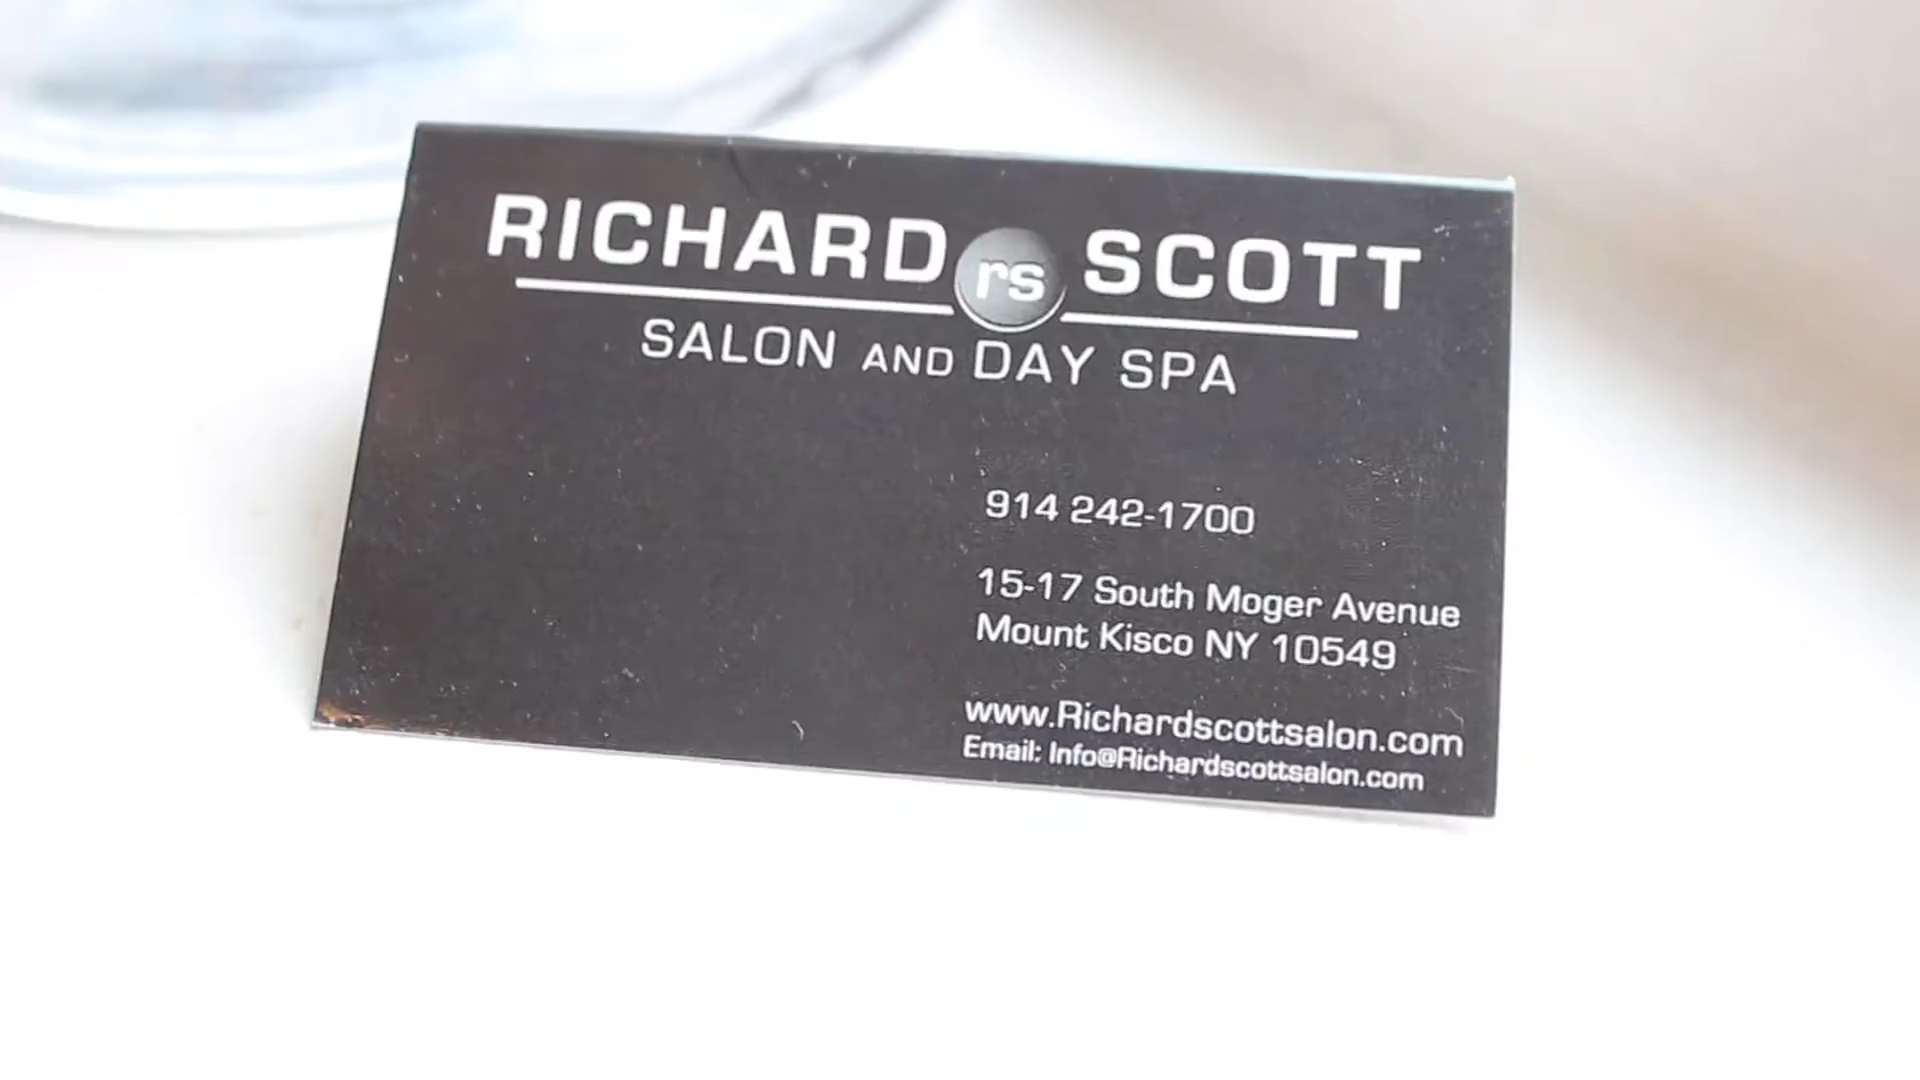 RICHARD rs SCOTT
SALON AND DAY SPA
914 242-1700
15-17 South Moger Avenue
Mount Kisco NY 10549
www.Richardscottsalon.com
Email: Info@Richardscottsalon.com